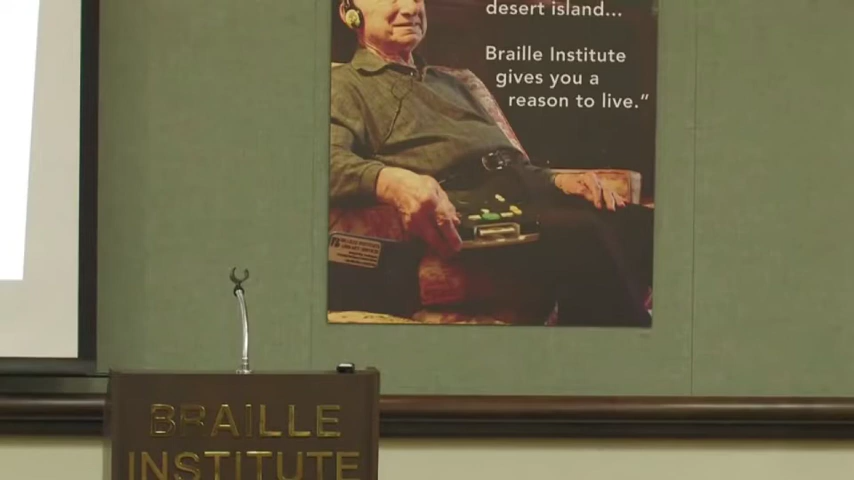 desert island...
Braille Institute
gives you a
reason to live."
BRAILLE
INSTITUTE